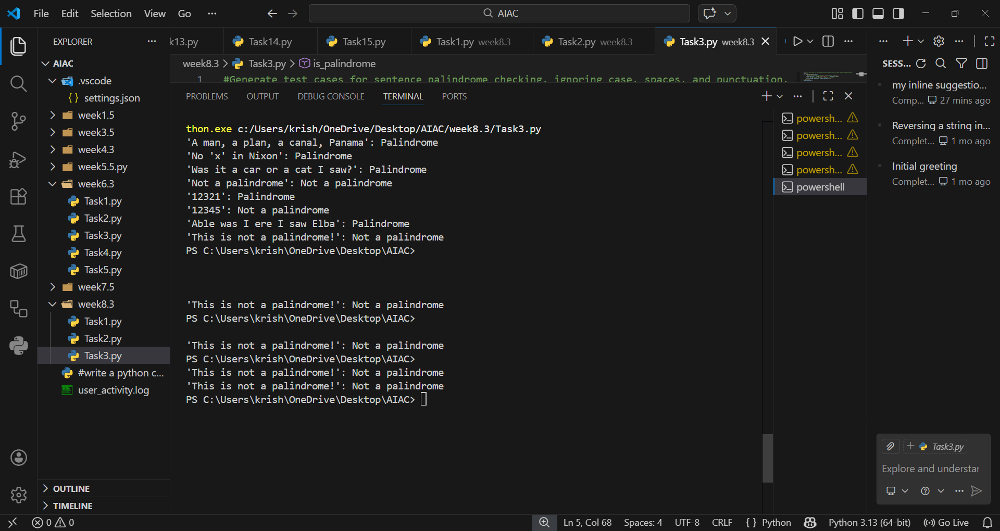 File Edit Selection View Go ··· AIAC
EXPLORER ···
AIAC
.vscode
{ } settings.json
week1.5
week3.5
week4.3
week5.5.py
week6.3
Task1.py
Task2.py
Task3.py
Task4.py
Task5.py
week7.5
week8.3
Task1.py
Task2.py
Task3.py
#write a python c...
user_activity.log
OUTLINE
TIMELINE
k13.py Task14.py Task15.py Task1.py week8.3 Task2.py week8.3 Task3.py week8.3
week8.3 > Task3.py > is_palindrome
1 #Generate test cases for sentence palindrome checking, ignoring case, spaces, and punctuation.
PROBLEMS OUTPUT DEBUG CONSOLE TERMINAL PORTS
thon.exe c:/Users/krish/OneDrive/Desktop/AIAC/week8.3/Task3.py
'A man, a plan, a canal, Panama': Palindrome
'No 'x' in Nixon': Palindrome
'Was it a car or a cat I saw?': Palindrome
'Not a palindrome': Not a palindrome
'12321': Palindrome
'12345': Not a palindrome
'Able was I ere I saw Elba': Palindrome
'This is not a palindrome!': Not a palindrome
PS C:\Users\krish\OneDrive\Desktop\AIAC>
'This is not a palindrome!': Not a palindrome
PS C:\Users\krish\OneDrive\Desktop\AIAC>
'This is not a palindrome!': Not a palindrome
PS C:\Users\krish\OneDrive\Desktop\AIAC>
'This is not a palindrome!': Not a palindrome
'This is not a palindrome!': Not a palindrome
PS C:\Users\krish\OneDrive\Desktop\AIAC>
powersh...
powersh...
powersh...
powersh...
powershell
SESS...
my inline suggestio...
Comp... 27 mins ago
Reversing a string in...
Complet... 1 mo ago
Initial greeting
Complet... 1 mo ago
+ Task3.py
Explore and understar
0 0 Ln 5, Col 68 Spaces: 4 UTF-8 CRLF { } Python Python 3.13 (64-bit) Go Live